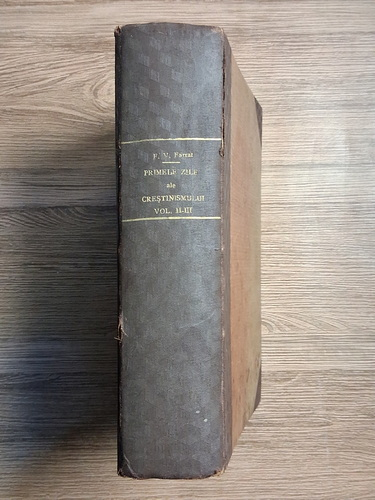 F. V. Farrar
PRIMELE ZILE
ale
CREȘTINISMULUI
VOL. II-III